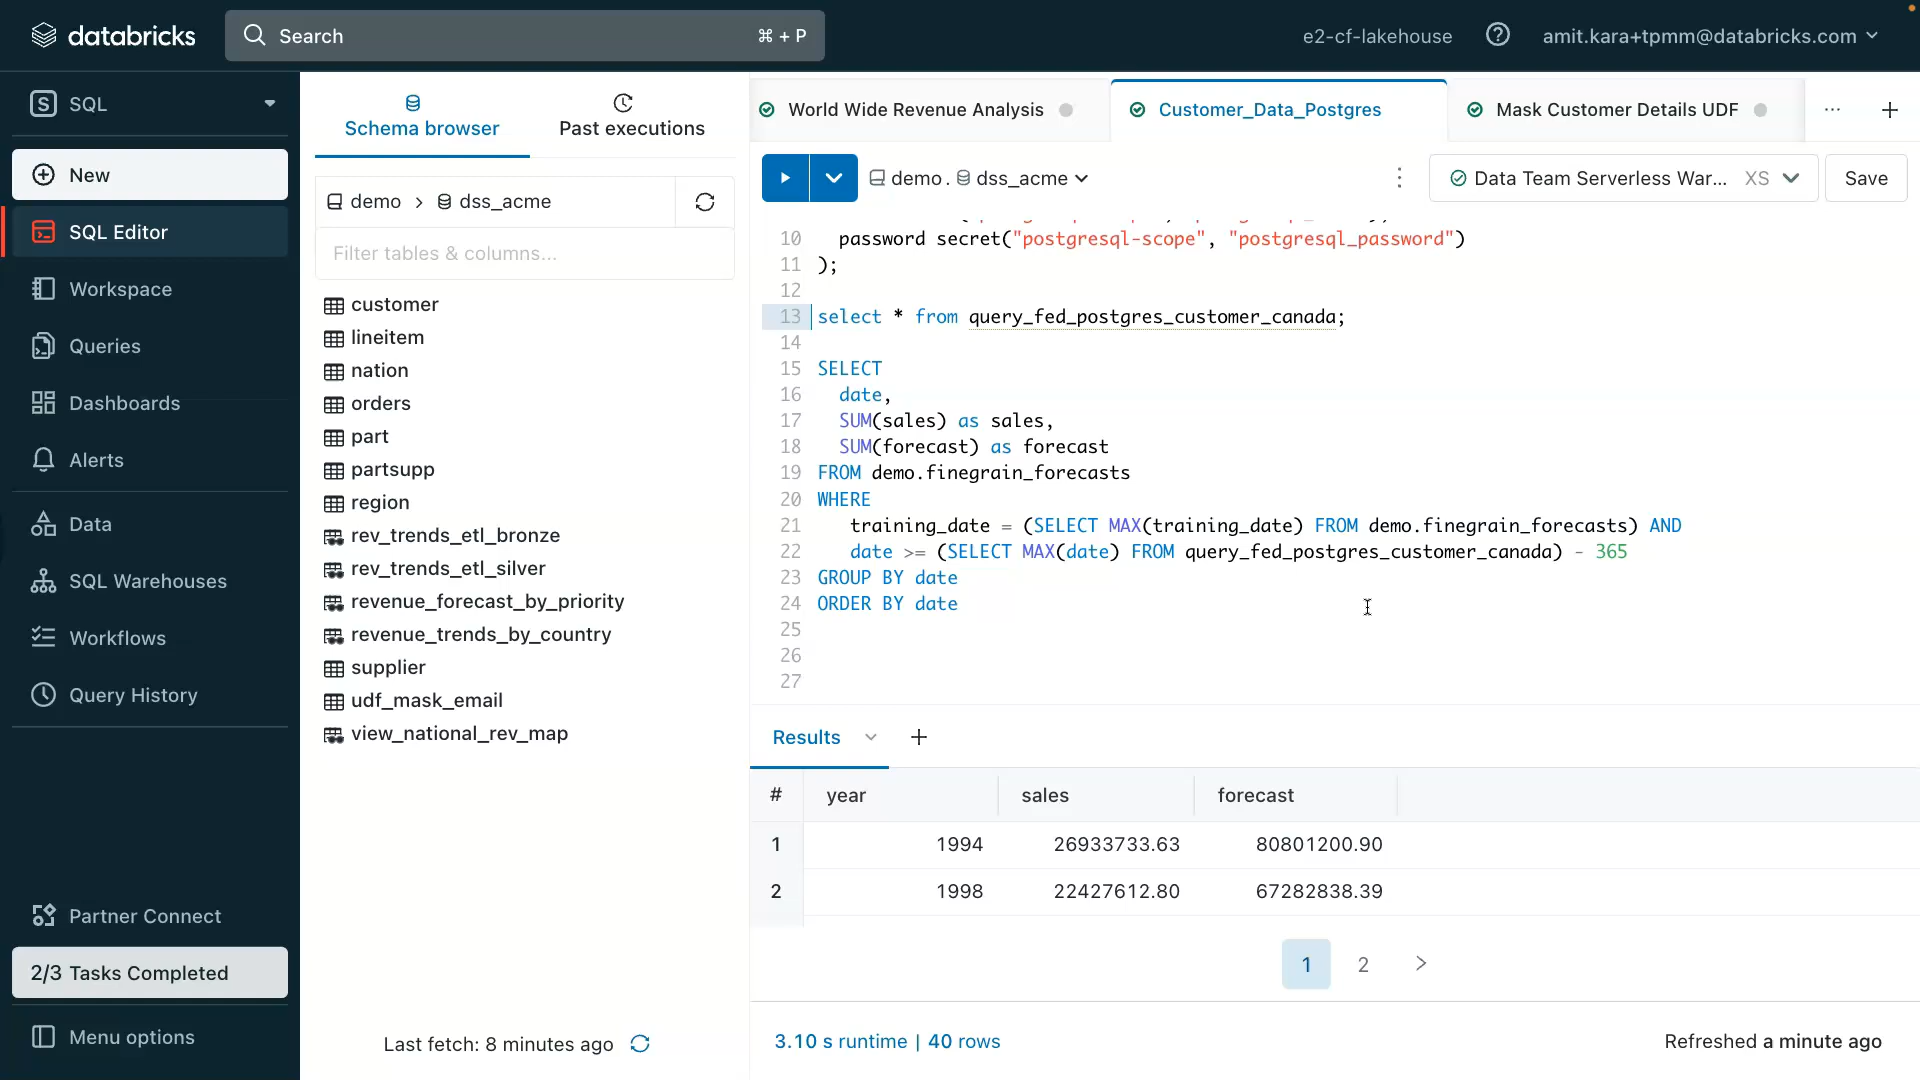 databricks
Search
⌘ + P
e2-cf-lakehouse
amit.kara+tpmm@databricks.com
S SQL
New
SQL Editor
Workspace
Queries
Dashboards
Alerts
Data
SQL Warehouses
Workflows
Query History
Partner Connect
2/3 Tasks Completed
Menu options
Schema browser
Past executions
demo > dss_acme
Filter tables & columns...
customer
lineitem
nation
orders
part
partsupp
region
rev_trends_etl_bronze
rev_trends_etl_silver
revenue_forecast_by_priority
revenue_trends_by_country
supplier
udf_mask_email
view_national_rev_map
Last fetch: 8 minutes ago
World Wide Revenue Analysis
Customer_Data_Postgres
Mask Customer Details UDF
... +
demo . dss_acme
Data Team Serverless War... XS
Save
10 password secret("postgresql-scope", "postgresql_password")
11 );
12
13 select * from query_fed_postgres_customer_canada;
14
15 SELECT
16 date,
17 SUM(sales) as sales,
18 SUM(forecast) as forecast
19 FROM demo.finegrain_forecasts
20 WHERE
21 training_date = (SELECT MAX(training_date) FROM demo.finegrain_forecasts) AND
22 date >= (SELECT MAX(date) FROM query_fed_postgres_customer_canada) - 365
23 GROUP BY date
24 ORDER BY date
25
26
27
Results +
# year sales forecast
1 1994 26933733.63 80801200.90
2 1998 22427612.80 67282838.39
1 2 >
3.10 s runtime | 40 rows
Refreshed a minute ago